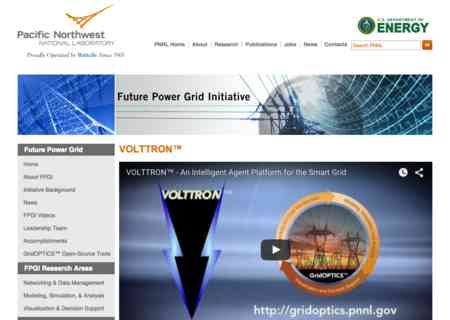 Pacific Northwest
NATIONAL LABORATORY
Proudly Operated by Battelle Since 1965
U.S. DEPARTMENT OF
ENERGY
PNNL Home | About | Research | Publications | Jobs | News | Contacts
Search PNNL
Future Power Grid Initiative
Future Power Grid
Home
About FPGI
Initiative Background
News
FPGI Videos
Leadership Team
Accomplishments
GridOPTICS™ Open-Source Tools
FPGI Research Areas
Networking & Data Management
Modeling, Simulation, & Analysis
Visualization & Decision Support
VOLTTRON™
VOLTTRON™ - An Intelligent Agent Platform for the Smart Grid
VOLTTRON
GridOPTICS™
http://gridoptics.pnnl.gov